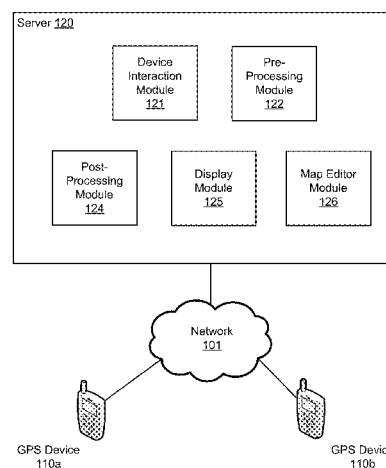 Server 120
Device
Interaction
Module
121
Pre-
Processing
Module
122
Post-
Processing
Module
124
Display
Module
125
Map Editor
Module
126
Network
101
GPS Device
110a
GPS Device
110b